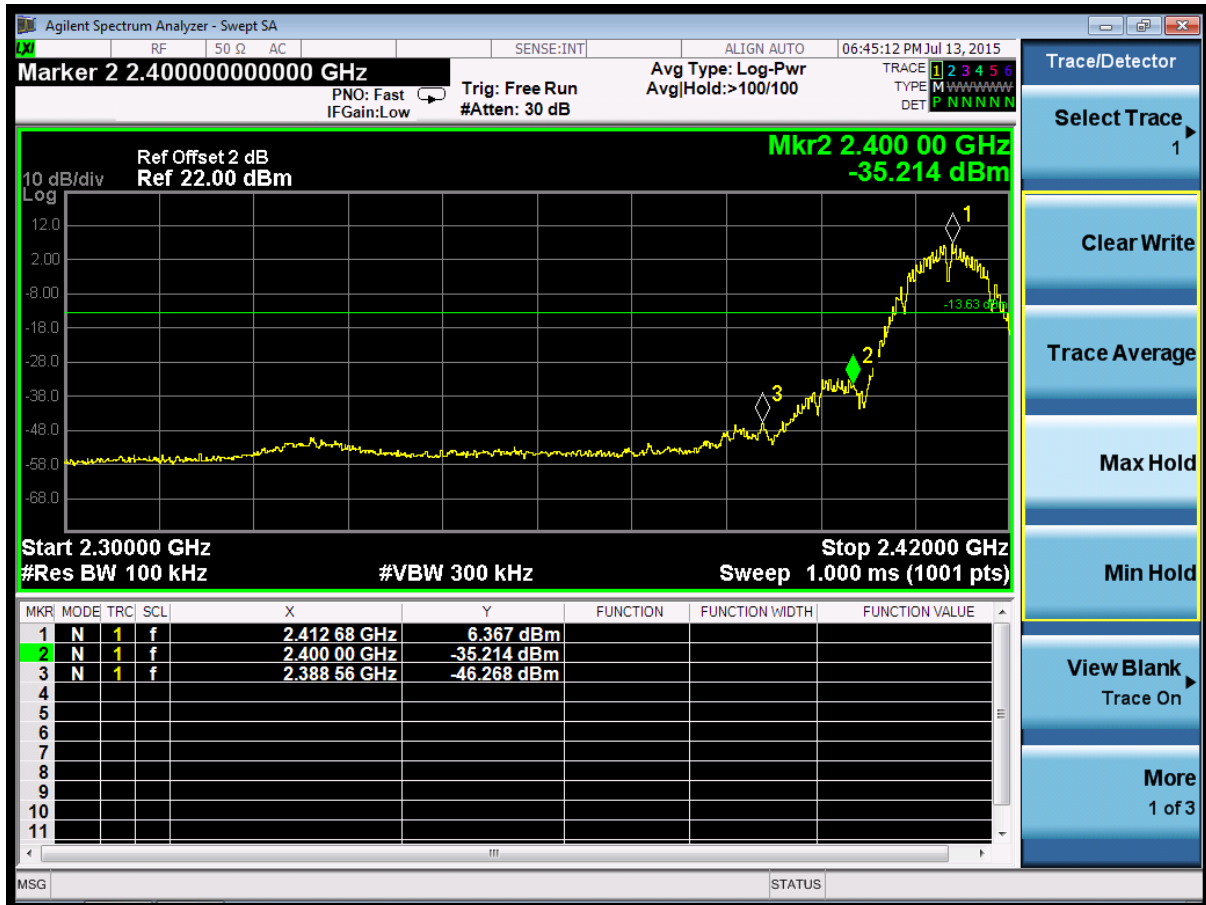 Agilent Spectrum Analyzer - Swept SA
LXI RF 50 Ω AC SENSE:INT ALIGN AUTO 06:45:12 PM Jul 13, 2015
Marker 2 2.400000000000 GHz
PNO: Fast
IFGain:Low
Trig: Free Run
#Atten: 30 dB
Avg Type: Log-Pwr
Avg|Hold:>100/100
TRACE 1 2 3 4 5 6
TYPE M W W W W W
DET P N N N N N
Mkr2 2.400 00 GHz
-35.214 dBm
Ref Offset 2 dB
10 dB/div Ref 22.00 dBm
Log
12.0
2.00
-8.00
-18.0
-28.0
-38.0
-48.0
-58.0
-68.0
1
-13.63 dBm
2
3
Start 2.30000 GHz Stop 2.42000 GHz
#Res BW 100 kHz #VBW 300 kHz Sweep 1.000 ms (1001 pts)
MKR MODE TRC SCL X Y FUNCTION FUNCTION WIDTH FUNCTION VALUE
1 N 1 f 2.412 68 GHz 6.367 dBm
2 N 1 f 2.400 00 GHz -35.214 dBm
3 N 1 f 2.388 56 GHz -46.268 dBm
4
5
6
7
8
9
10
11
MSG STATUS
Trace/Detector
Select Trace
1
Clear Write
Trace Average
Max Hold
Min Hold
View Blank
Trace On
More
1 of 3